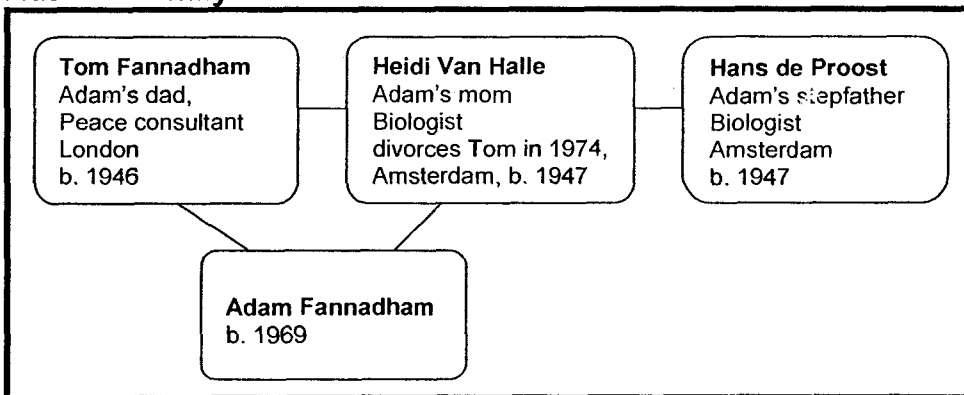 Tom Fannadham
Adam's dad,
Peace consultant
London
b. 1946
Heidi Van Halle
Adam's mom
Biologist
divorces Tom in 1974,
Amsterdam, b. 1947
Hans de Proost
Adam's stepfather
Biologist
Amsterdam
b. 1947
Adam Fannadham
b. 1969